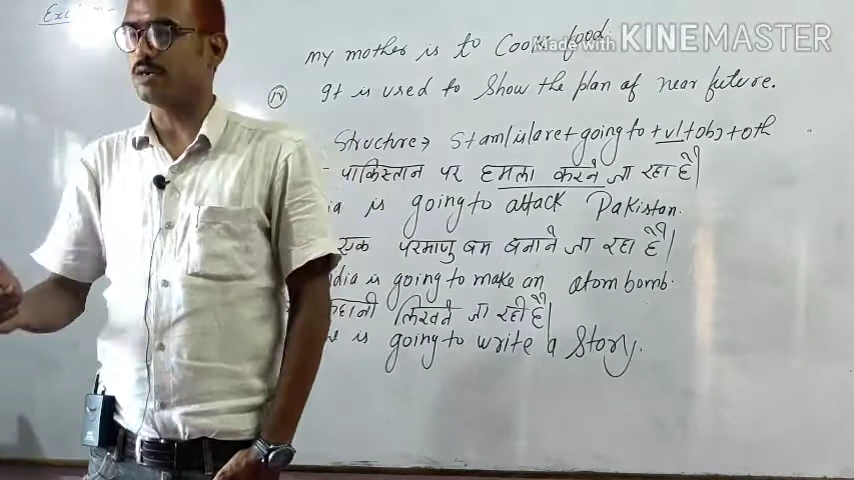 my mother is to cook food
Made with KINEMASTER
IV It is used to show the plan of near future.
Structure → S+am/is/are+going to+v1+obj+oth
पाकिस्तान पर हमला करने जा रहा है|
is going to attack Pakistan.
एक परमाणु बम बनाने जा रहा है|
India is going to make an atom bomb.
कहानी लिखने जा रही है|
is going to write a story.